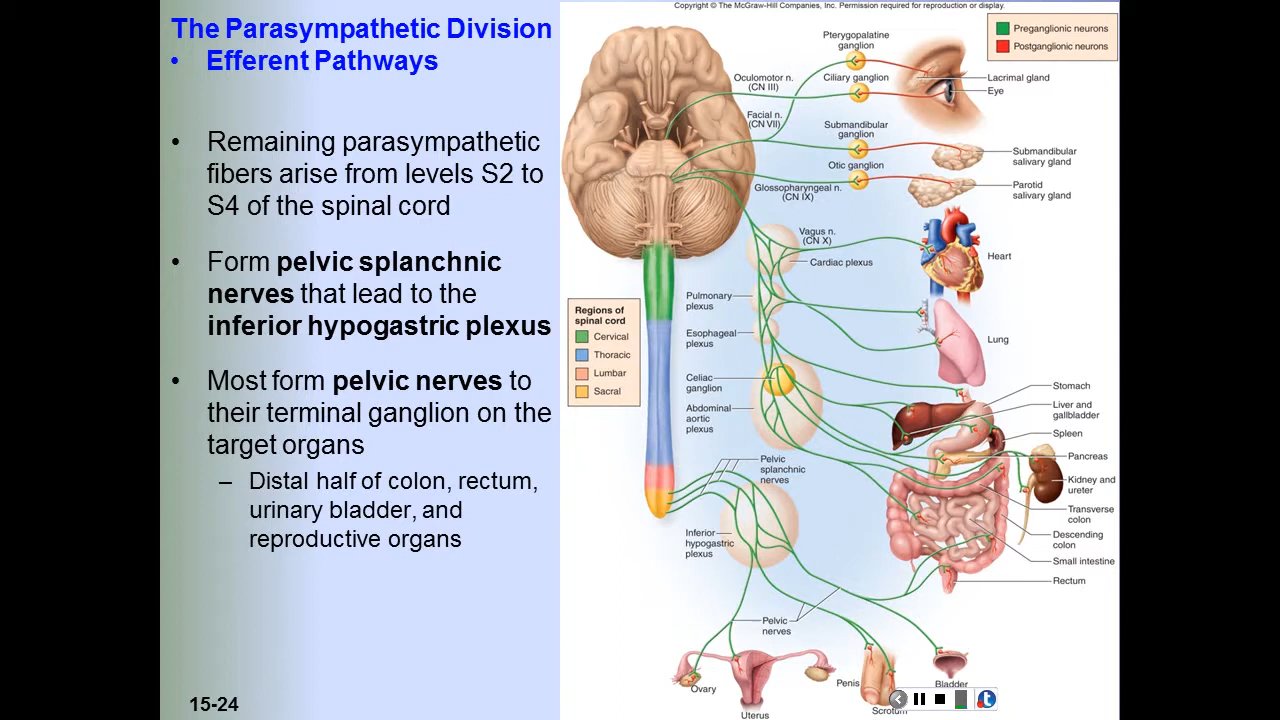 The Parasympathetic Division
• Efferent Pathways
• Remaining parasympathetic
fibers arise from levels S2 to
S4 of the spinal cord
• Form pelvic splanchnic
nerves that lead to the
inferior hypogastric plexus
• Most form pelvic nerves to
their terminal ganglion on the
target organs
– Distal half of colon, rectum,
urinary bladder, and
reproductive organs
15-24
Copyright © The McGraw-Hill Companies, Inc. Permission required for reproduction or display.
Preganglionic neurons
Postganglionic neurons
Pterygopalatine
ganglion
Oculomotor n.
(CN III)
Ciliary ganglion
Lacrimal gland
Eye
Facial n.
(CN VII)
Submandibular
ganglion
Submandibular
salivary gland
Otic ganglion
Glossopharyngeal n.
(CN IX)
Parotid
salivary gland
Vagus n.
(CN X)
Cardiac plexus
Heart
Pulmonary
plexus
Regions of
spinal cord
Cervical
Thoracic
Lumbar
Sacral
Esophageal
plexus
Lung
Celiac
ganglion
Abdominal
aortic
plexus
Stomach
Liver and
gallbladder
Spleen
Pancreas
Kidney and
ureter
Transverse
colon
Descending
colon
Small intestine
Rectum
Pelvic
splanchnic
nerves
Inferior
hypogastric
plexus
Pelvic
nerves
Ovary
Uterus
Penis
Scrotum
Bladder
t